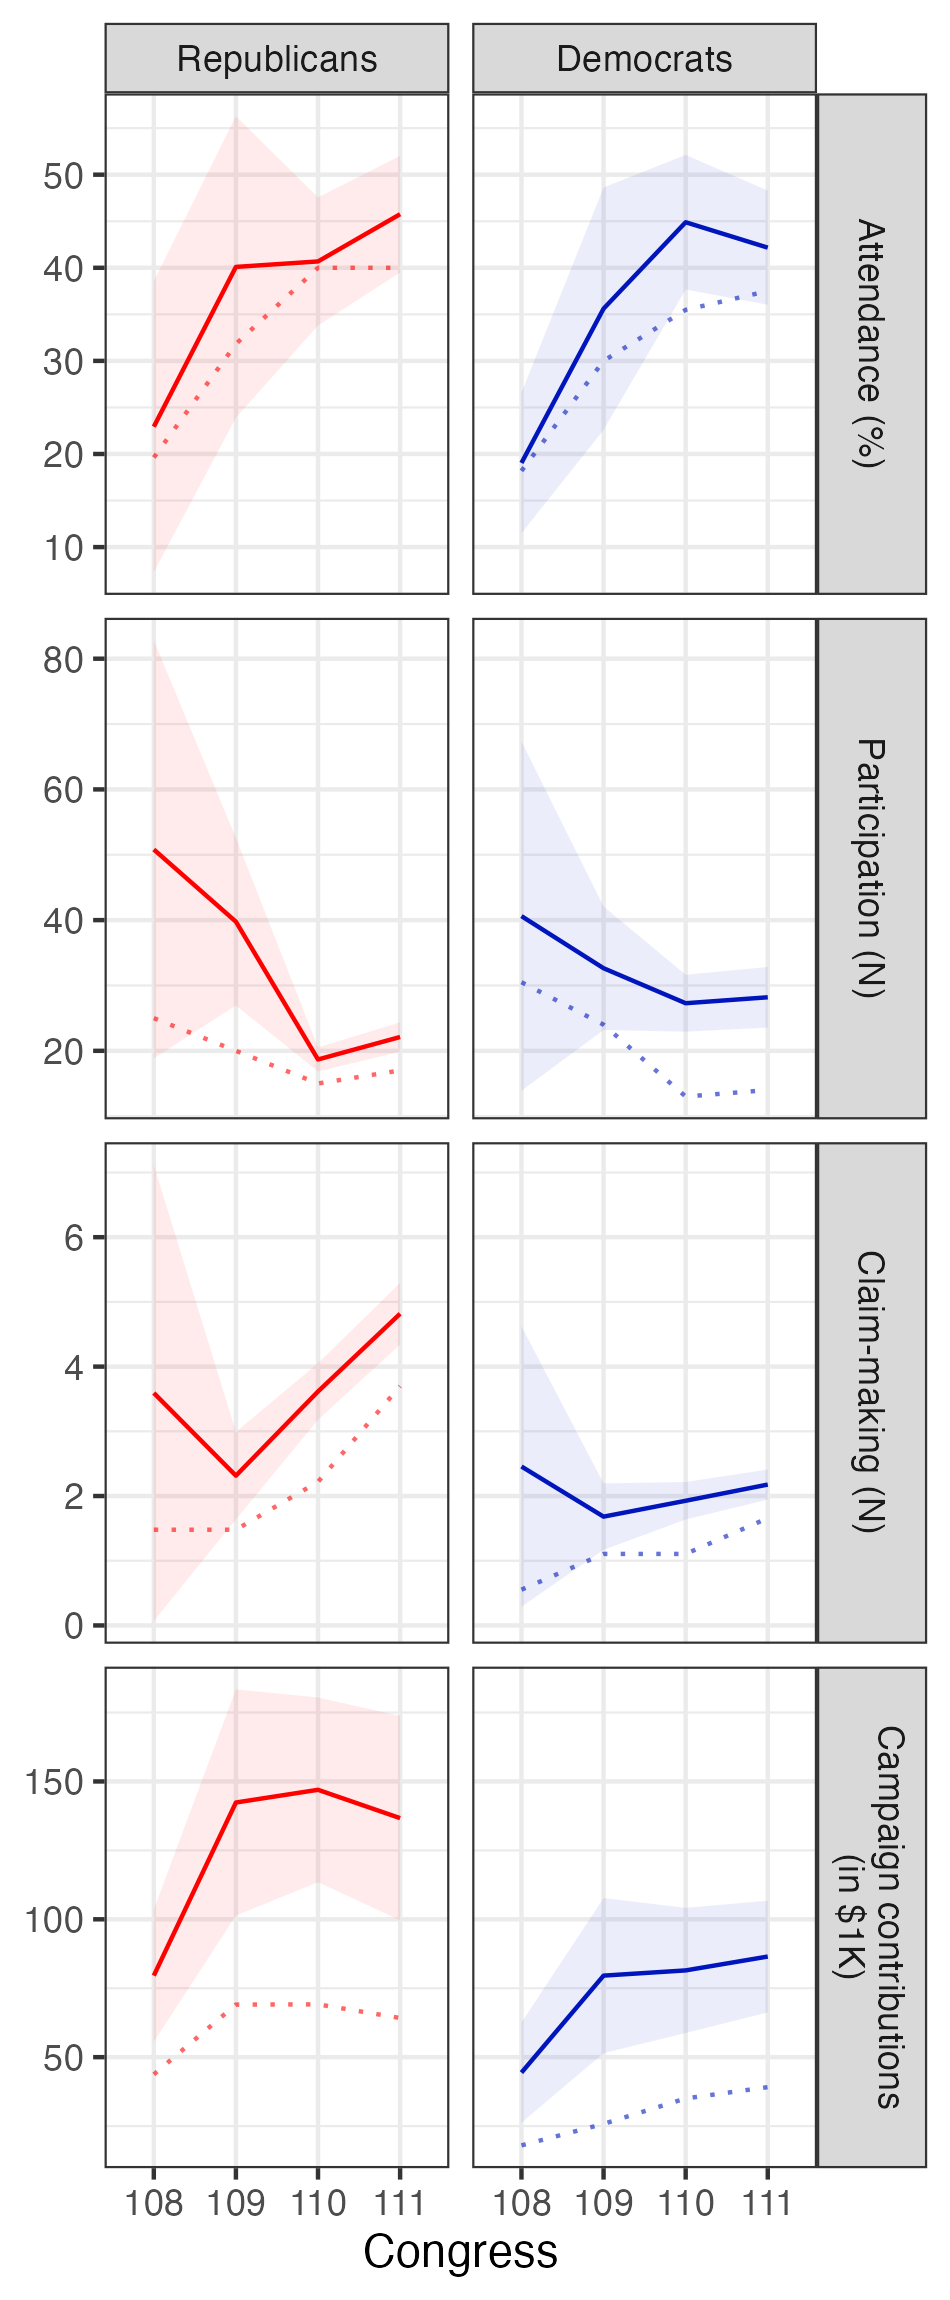 Republicans
Democrats
50
40
30
20
10
Attendance (%)
80
60
40
20
Participation (N)
6
4
2
0
Claim-making (N)
150
100
50
Campaign contributions
(in $1K)
108 109 110 111
108 109 110 111
Congress